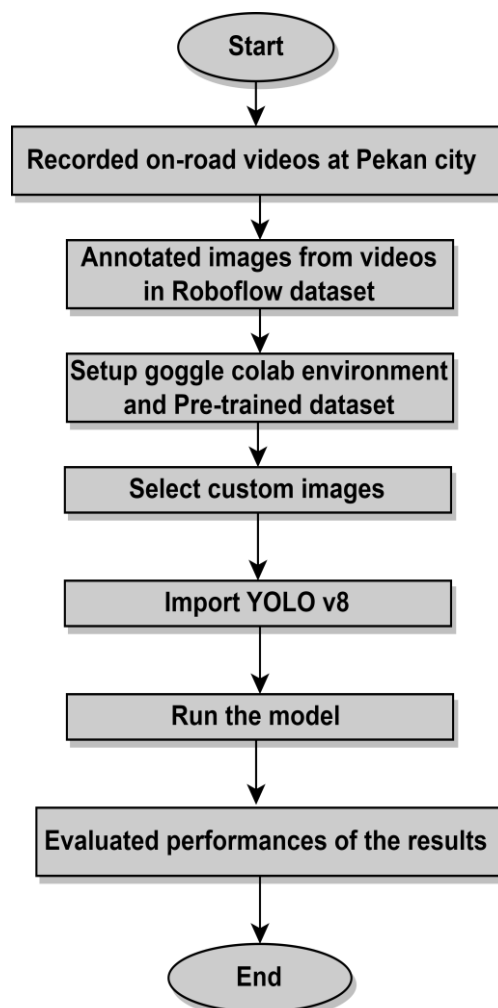 Start
Recorded on-road videos at Pekan city
Annotated images from videos
in Roboflow dataset
Setup goggle colab environment
and Pre-trained dataset
Select custom images
Import YOLO v8
Run the model
Evaluated performances of the results
End